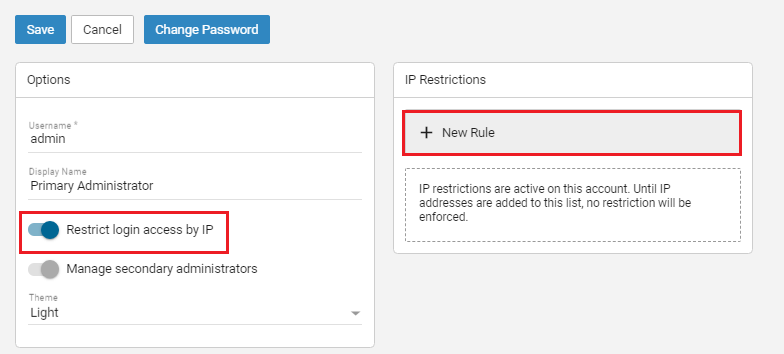 Save Cancel Change Password
Options
Username *
admin
Display Name
Primary Administrator
Restrict login access by IP
Manage secondary administrators
Theme
Light
IP Restrictions
+ New Rule
IP restrictions are active on this account. Until IP
addresses are added to this list, no restriction will be
enforced.